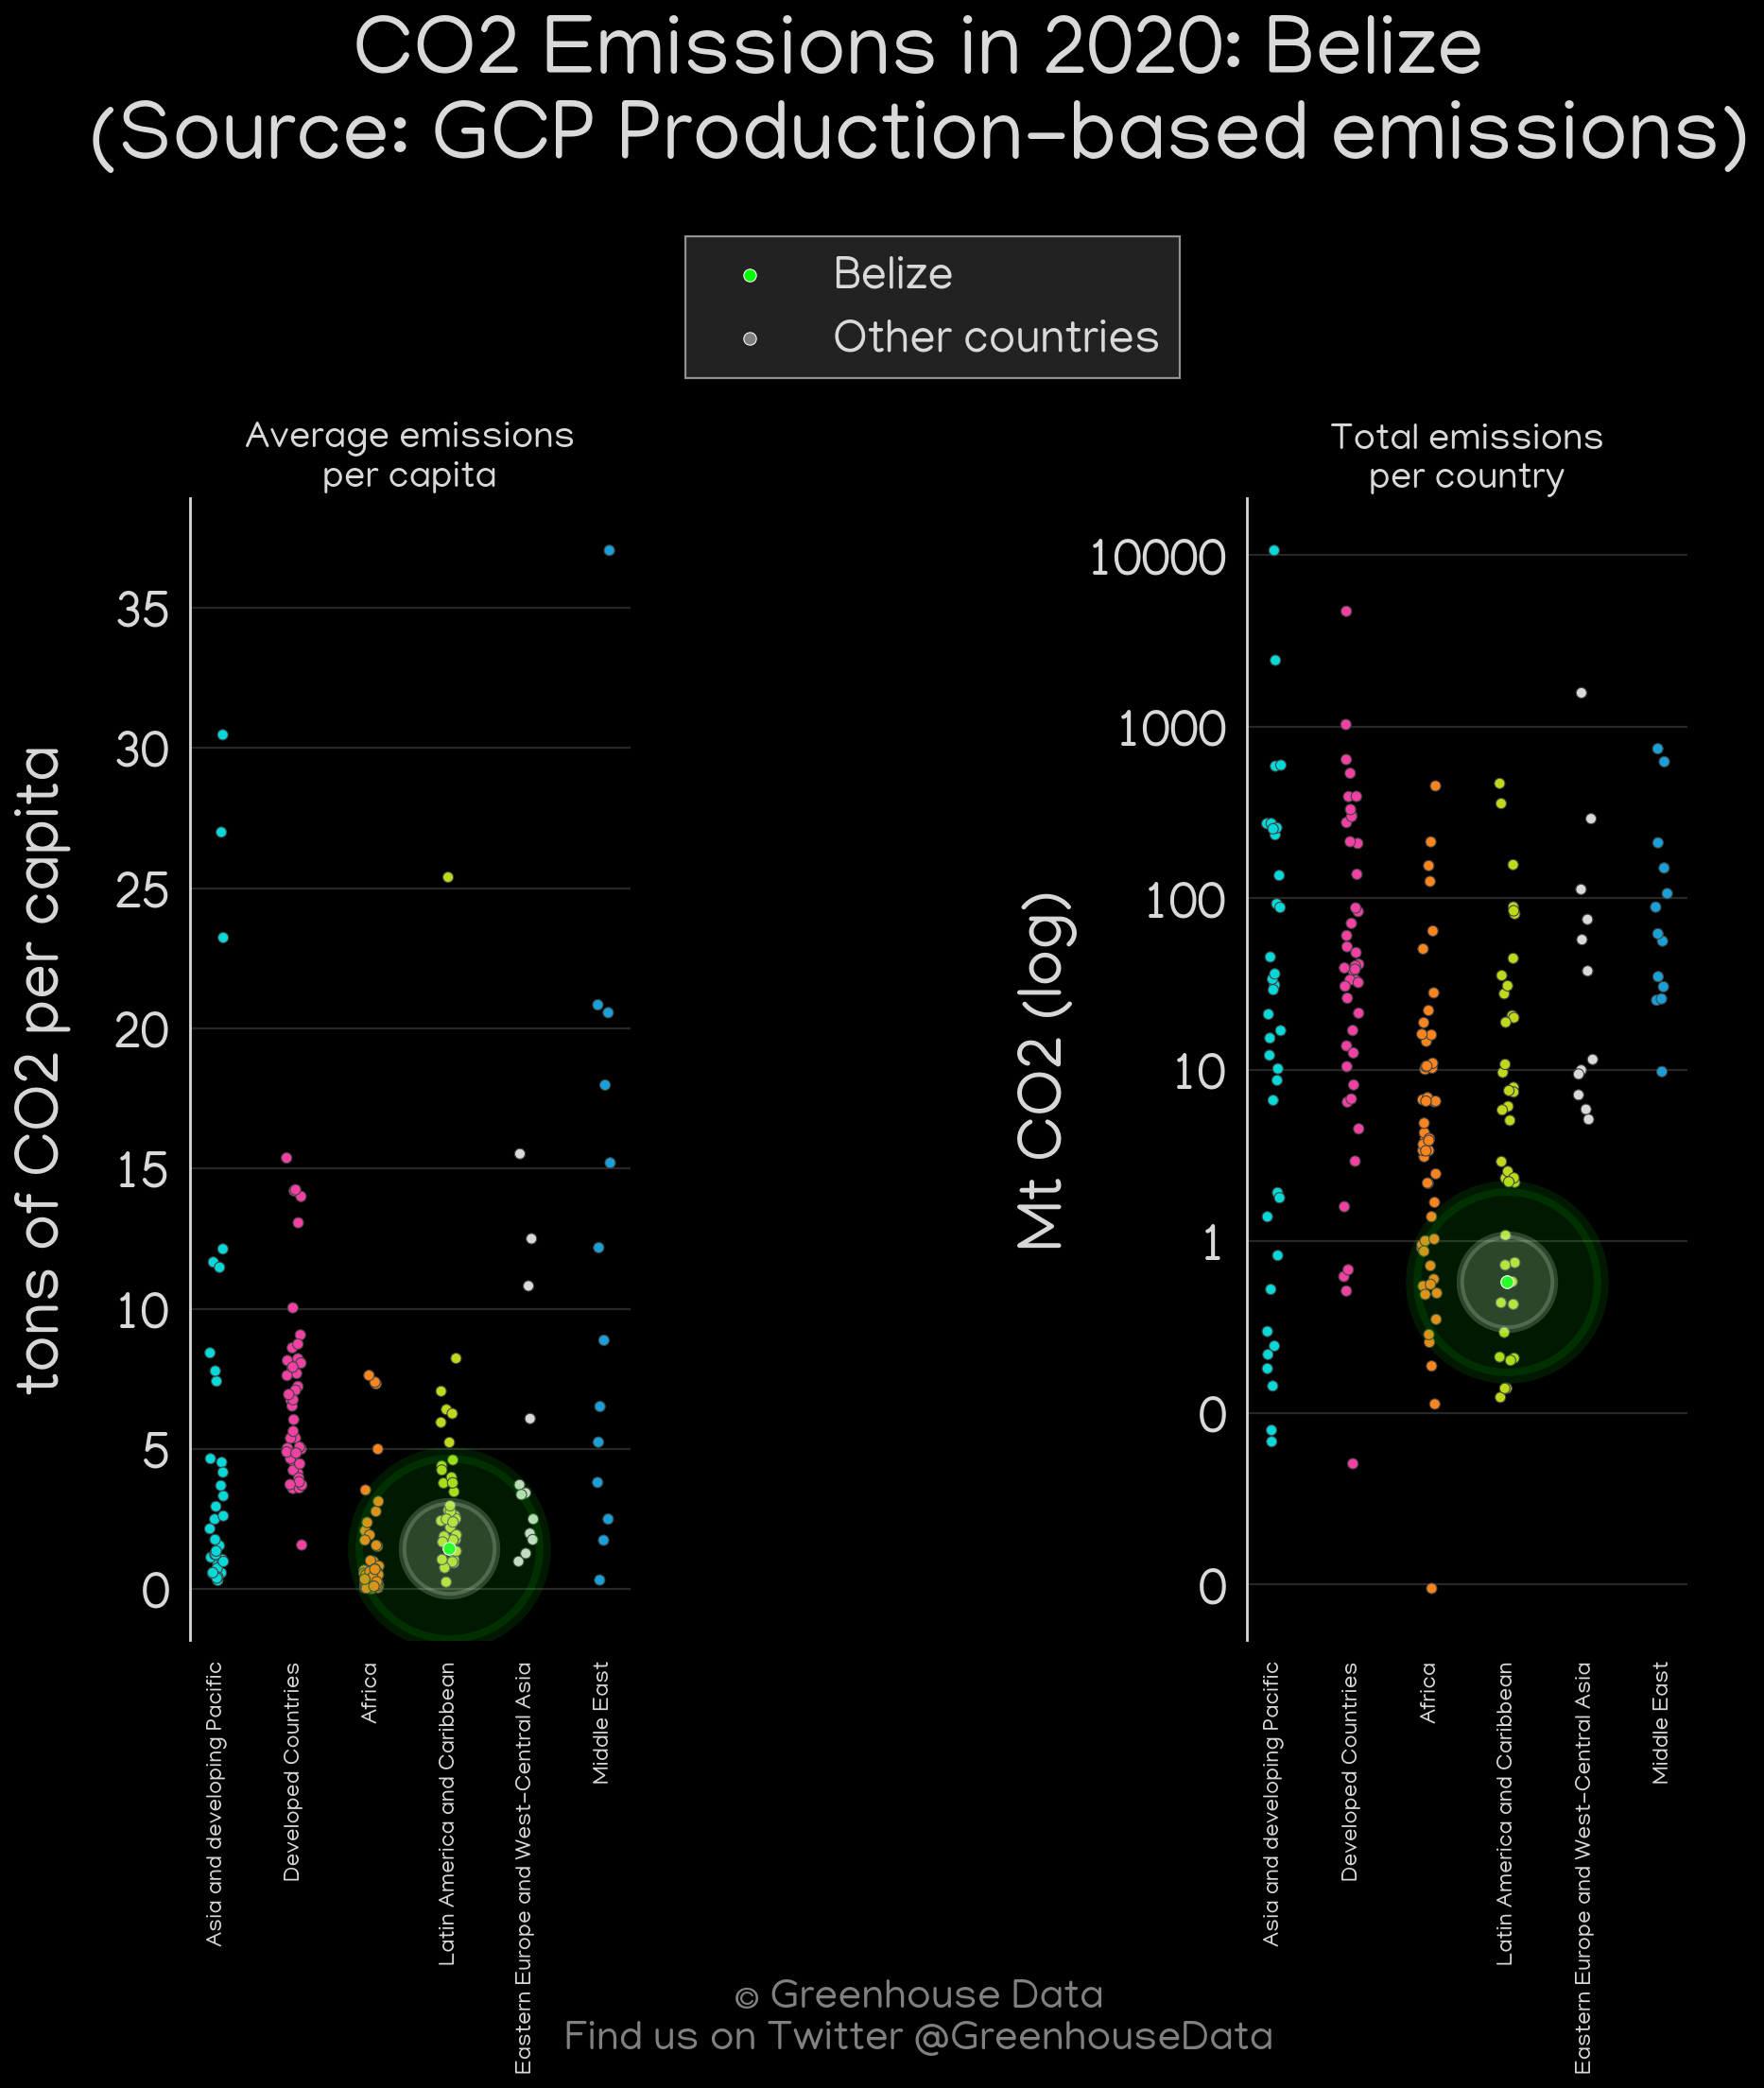 CO2 Emissions in 2020: Belize
(Source: GCP Production-based emissions)
Belize
Other countries
Average emissions
per capita
tons of CO2 per capita
35
30
25
20
15
10
5
0
Asia and developing Pacific
Developed Countries
Africa
Latin America and Caribbean
Eastern Europe and West-Central Asia
Middle East
Total emissions
per country
Mt CO2 (log)
10000
1000
100
10
1
0
0
Asia and developing Pacific
Developed Countries
Africa
Latin America and Caribbean
Eastern Europe and West-Central Asia
Middle East
© Greenhouse Data
Find us on Twitter @GreenhouseData